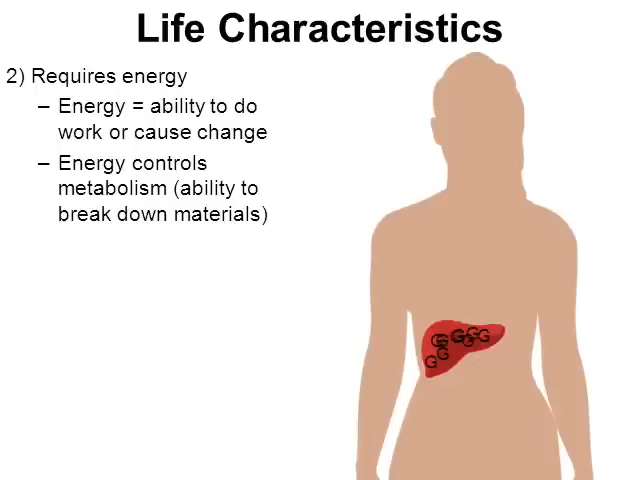 Life Characteristics
2) Requires energy
– Energy = ability to do
work or cause change
– Energy controls
metabolism (ability to
break down materials)
G G G G G G
G G